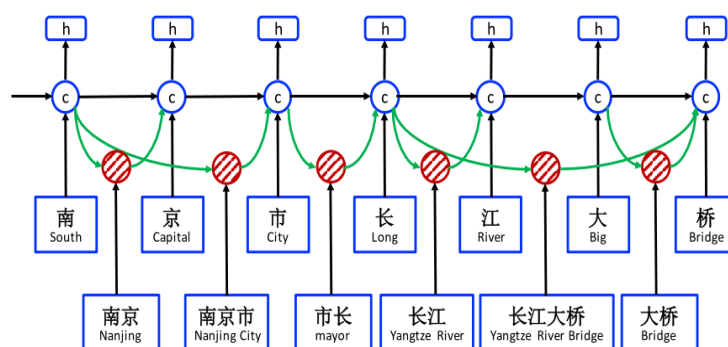 h h h h h h h
c c c c c c c
南 京 市 长 江 大 桥
South Capital City Long River Big Bridge
南京 南京市 市长 长江 长江大桥 大桥
Nanjing Nanjing City mayor Yangtze River Yangtze River Bridge Bridge